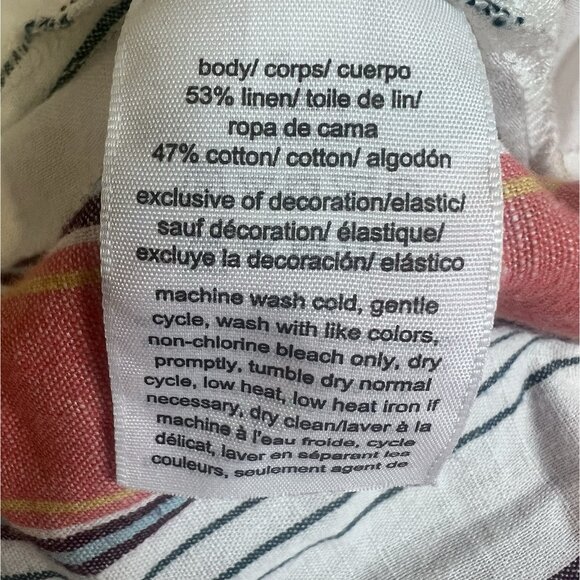 body/ corps/ cuerpo
53% linen/ toile de lin/
ropa de cama
47% cotton/ cotton/ algodón
exclusive of decoration/elastic/
sauf décoration/ élastique/
excluye la decoración/ elástico
machine wash cold, gentle
cycle, wash with like colors,
non-chlorine bleach only, dry
promptly, tumble dry normal
cycle, low heat, low heat iron if
necessary, dry clean/laver à la
machine à l'eau froide, cycle
délicat, laver en séparant les
couleurs, seulement agent de